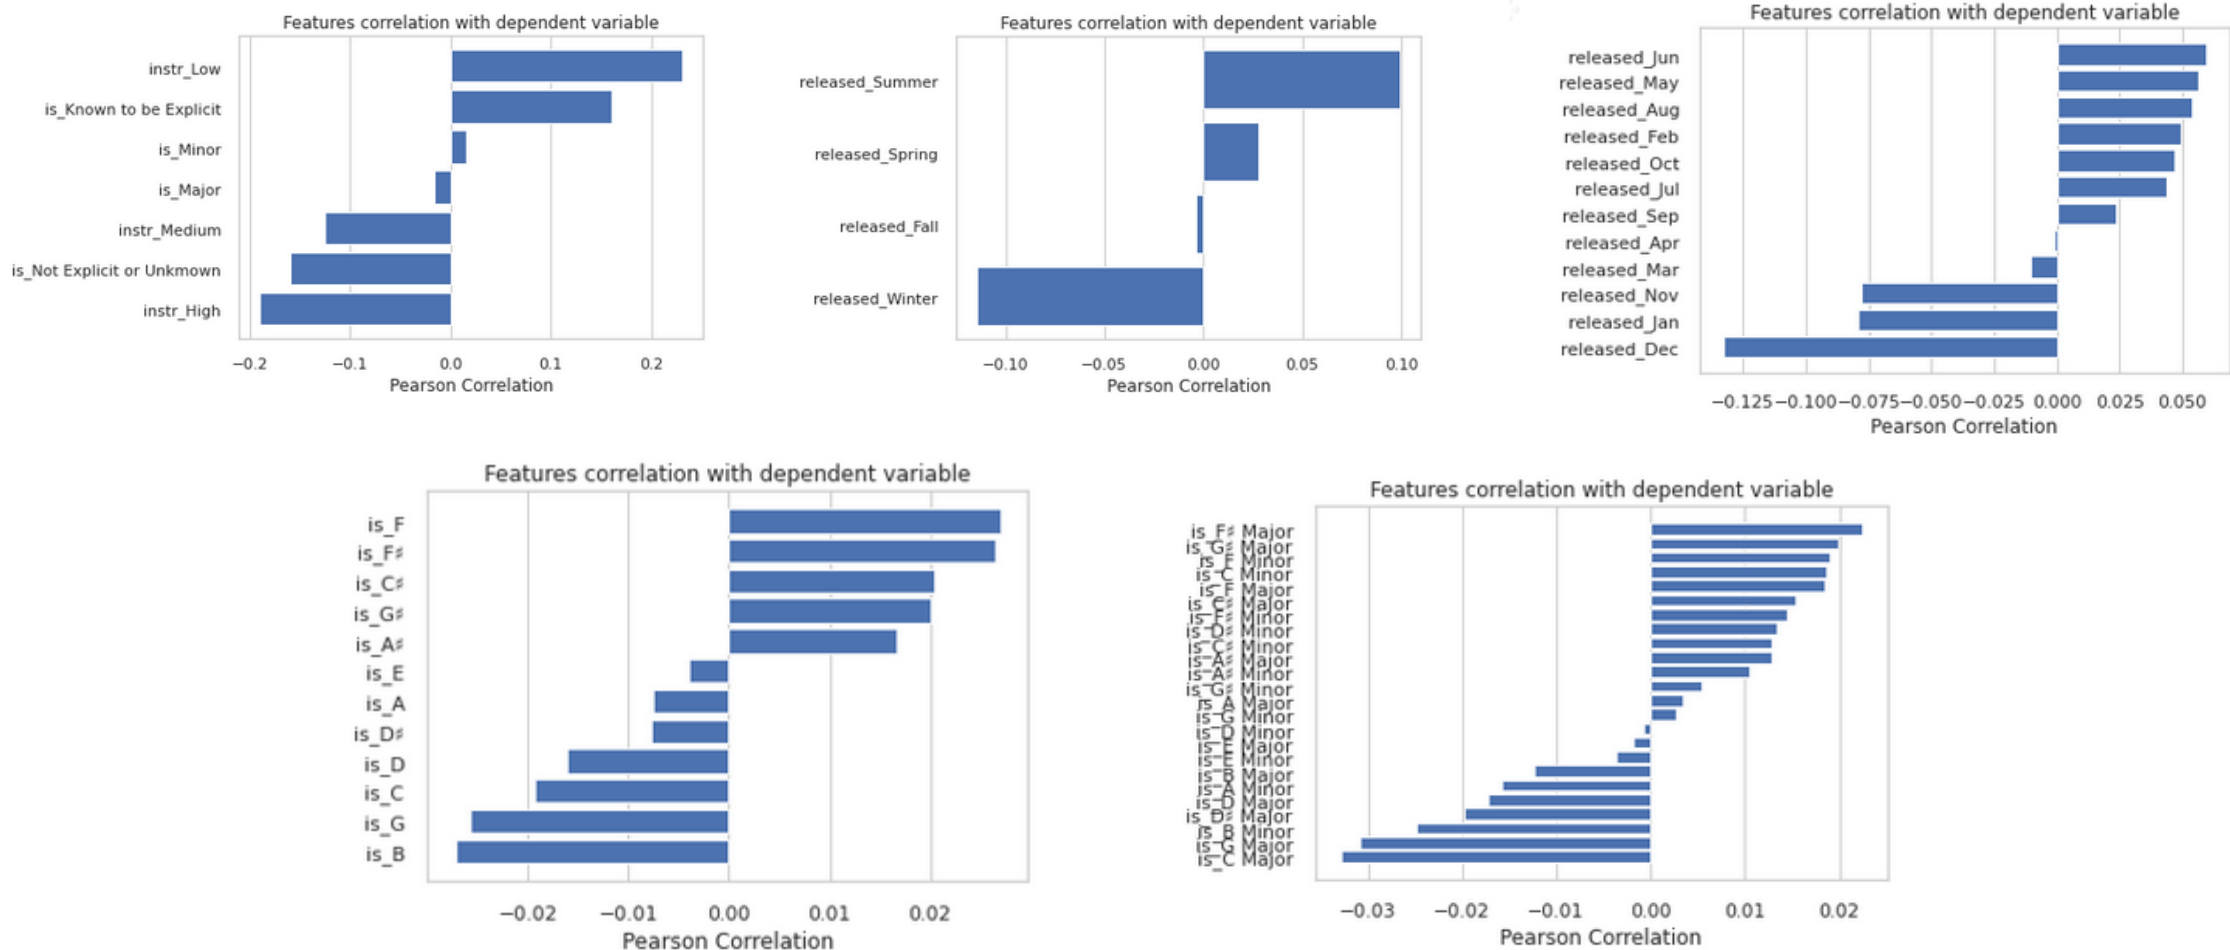 Features correlation with dependent variable
instr_Low
is_Known to be Explicit
is_Minor
is_Major
instr_Medium
is_Not Explicit or Unkmown
instr_High
−0.2 −0.1 0.0 0.1 0.2
Pearson Correlation
Features correlation with dependent variable
released_Summer
released_Spring
released_Fall
released_Winter
−0.10 −0.05 0.00 0.05 0.10
Pearson Correlation
Features correlation with dependent variable
released_Jun
released_May
released_Aug
released_Feb
released_Oct
released_Jul
released_Sep
released_Apr
released_Mar
released_Nov
released_Jan
released_Dec
−0.125 −0.100 −0.075 −0.050 −0.025 0.000 0.025 0.050
Pearson Correlation
Features correlation with dependent variable
is_F
is_F♯
is_C♯
is_G♯
is_A♯
is_E
is_A
is_D♯
is_D
is_C
is_G
is_B
−0.02 −0.01 0.00 0.01 0.02
Pearson Correlation
Features correlation with dependent variable
is_F♯ Major
is_G♯ Major
is_F Minor
is_C Minor
is_F Major
is_C♯ Major
is_F♯ Minor
is_D♯ Minor
is_C♯ Minor
is_A♯ Major
is_A♯ Minor
is_G♯ Minor
is_A Major
is_G Minor
is_D Minor
is_E Major
is_E Minor
is_B Major
is_A Minor
is_D Major
is_D♯ Major
is_B Minor
is_G Major
is_C Major
−0.03 −0.02 −0.01 0.00 0.01 0.02
Pearson Correlation